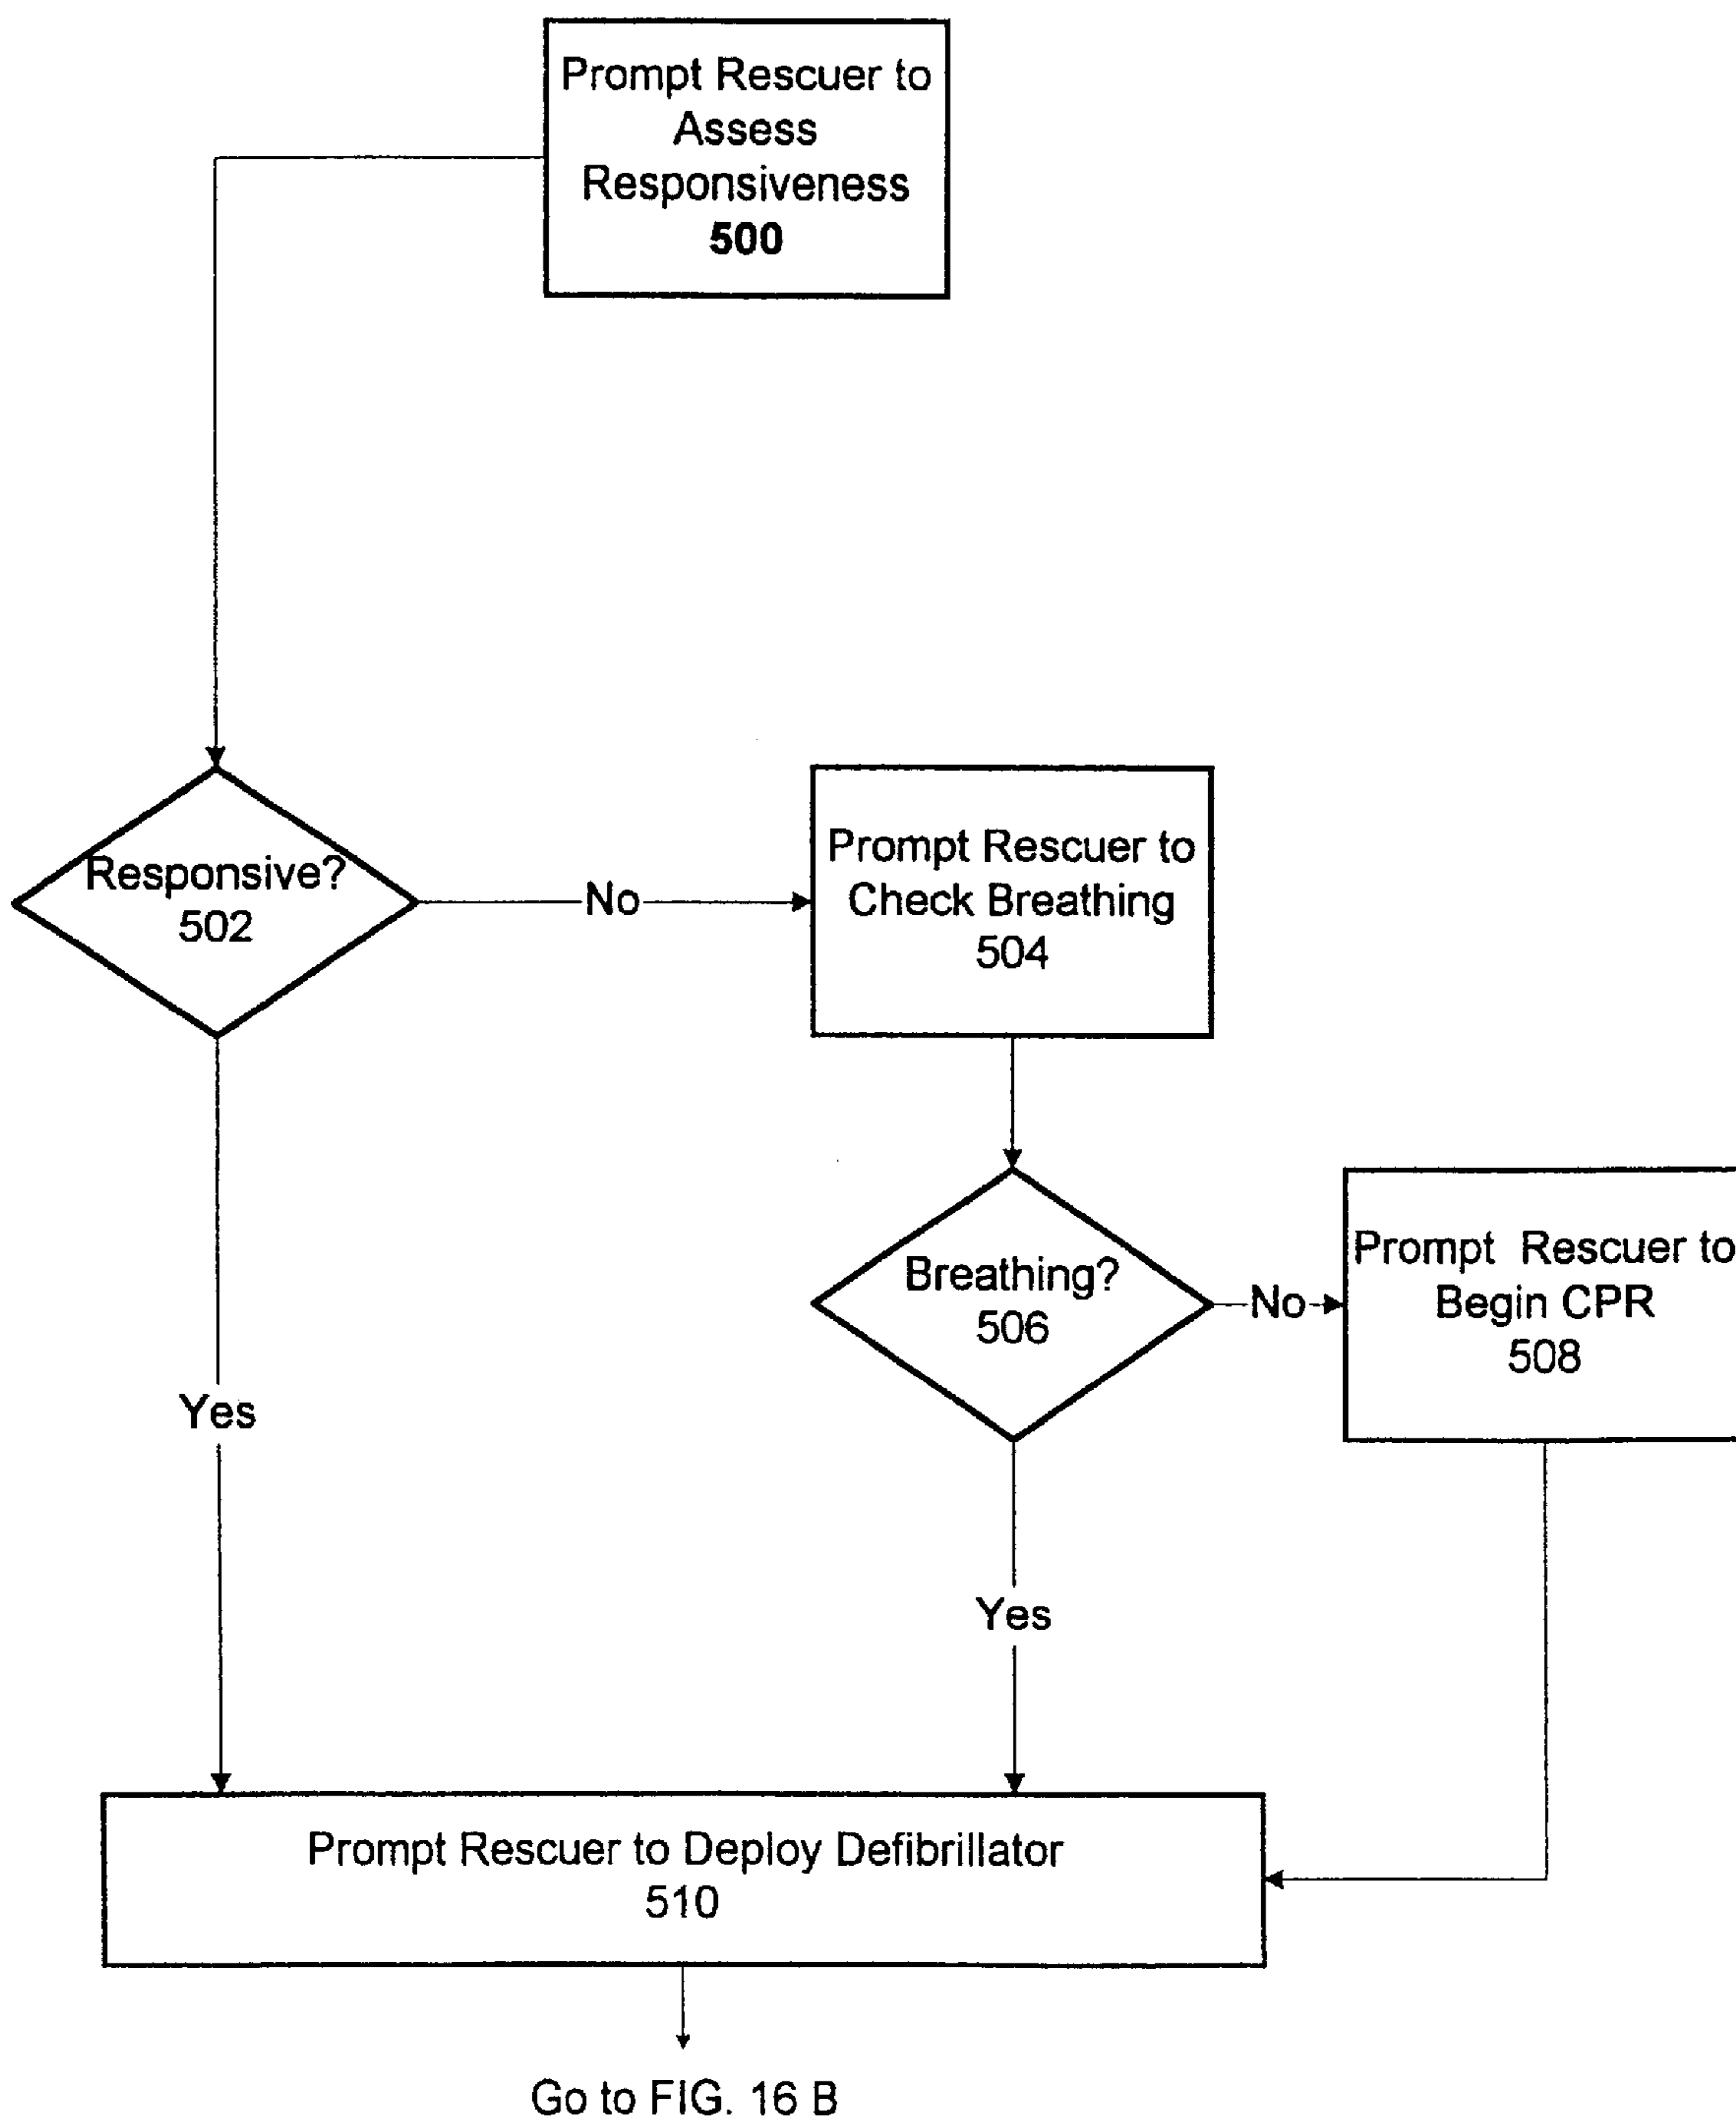 Prompt Rescuer to
Assess
Responsiveness
500
Responsive?
502
No
Prompt Rescuer to
Check Breathing
504
Breathing?
506
No
Prompt Rescuer to
Begin CPR
508
Yes
Yes
Prompt Rescuer to Deploy Defibrillator
510
Go to FIG. 16 B